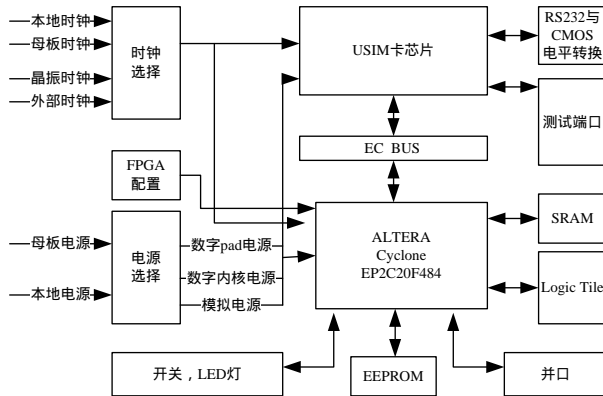 本地时钟
母板时钟
晶振时钟
外部时钟
时钟
选择
USIM卡芯片
RS232与
CMOS
电平转换
测试端口
EC BUS
FPGA
配置
母板电源
本地电源
电源
选择
数字pad电源
数字内核电源
模拟电源
ALTERA
Cyclone
EP2C20F484
SRAM
Logic Tile
开关，LED灯
EEPROM
并口